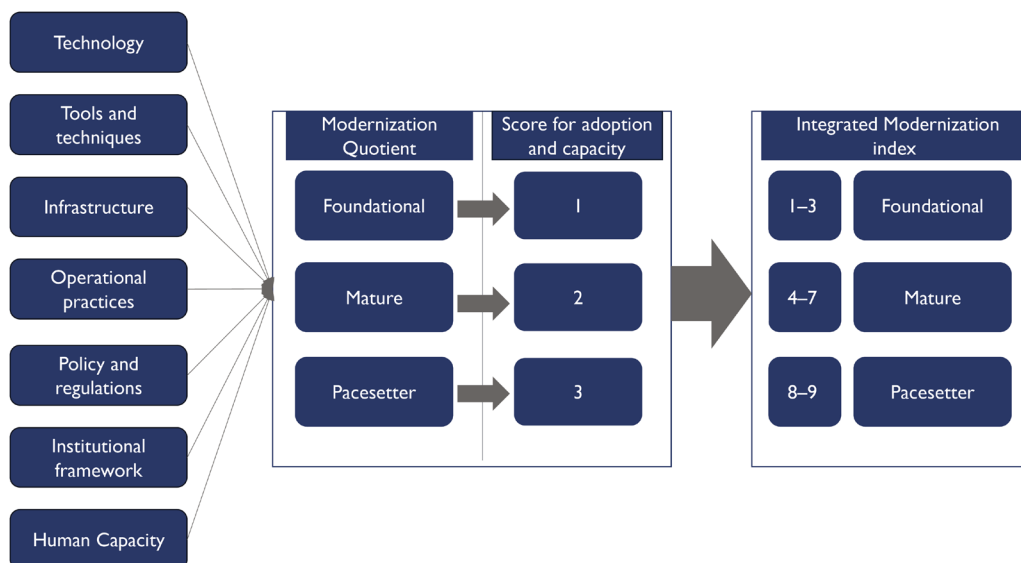 Technology
Tools and
techniques
Infrastructure
Operational
practices
Policy and
regulations
Institutional
framework
Human Capacity
Modernization
Quotient
Score for adoption
and capacity
Foundational
1
Mature
2
Pacesetter
3
Integrated Modernization
index
1–3
Foundational
4–7
Mature
8–9
Pacesetter